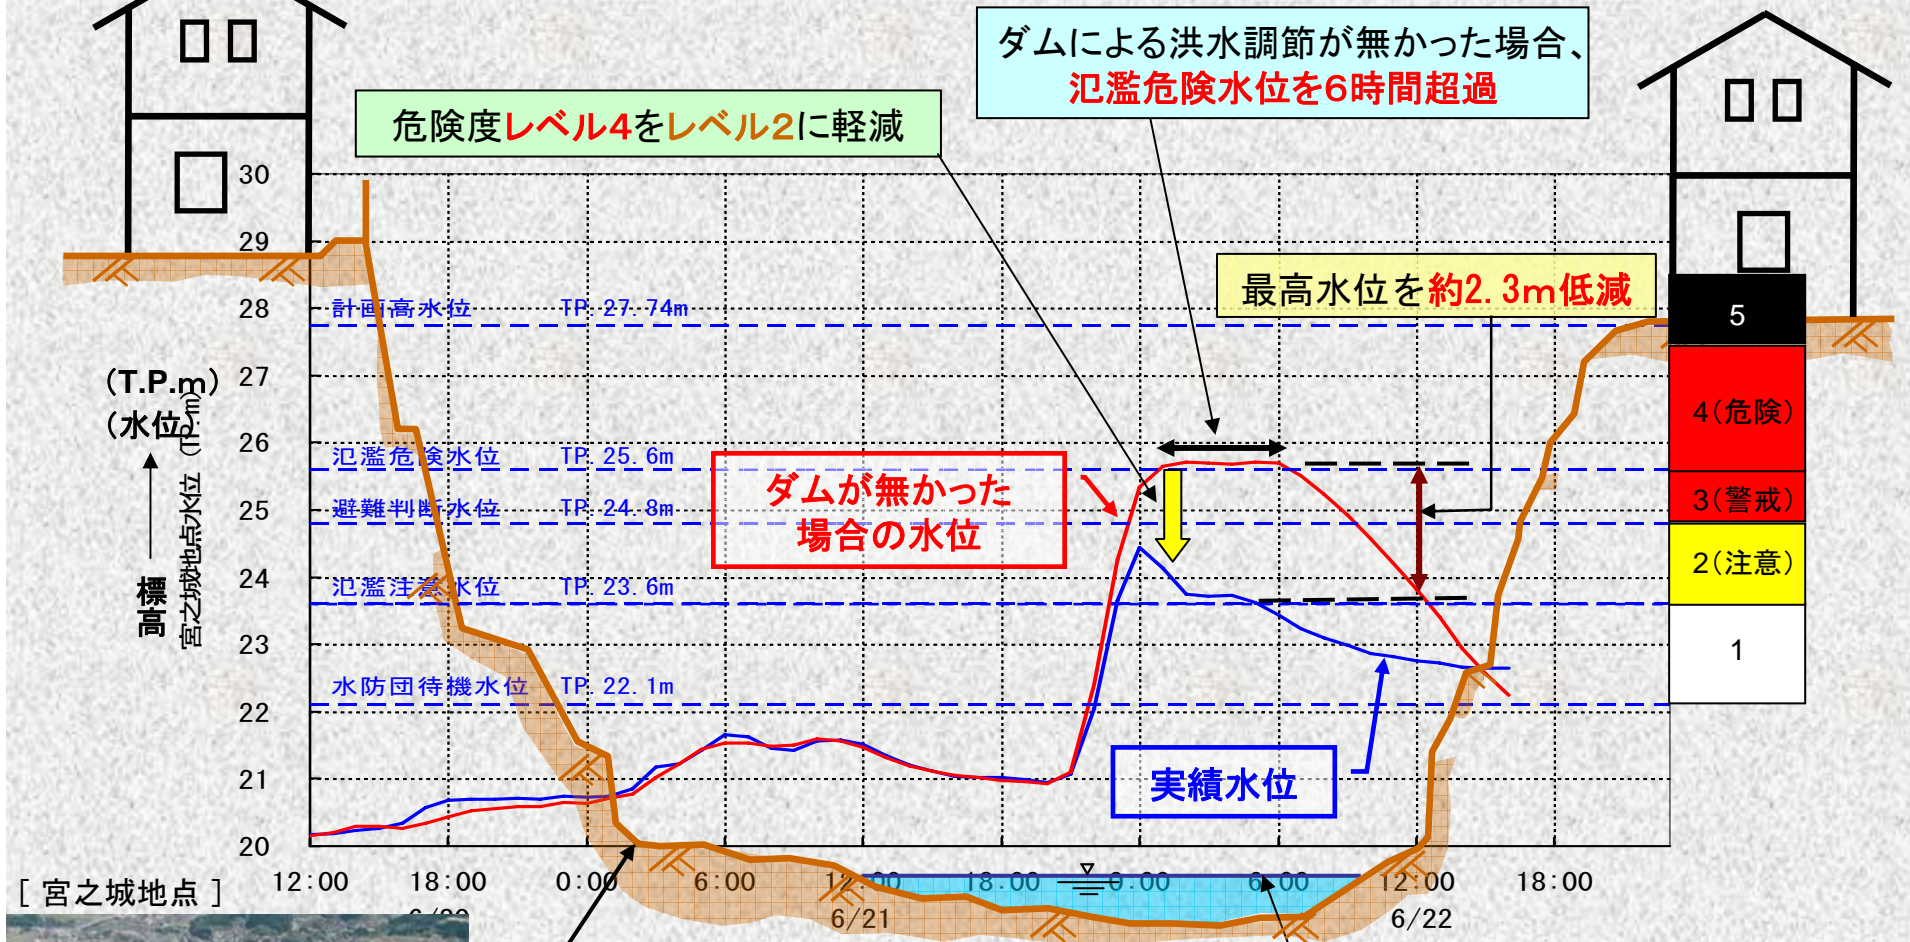 ダムによる洪水調節が無かった場合、
氾濫危険水位を6時間超過
危険度レベル4をレベル2に軽減
最高水位を約2.3m低減
30
29
28
27
26
25
24
23
22
21
20
(T.P.m)
(水位)
標高
宮之城地点水位 (T.P.m)
計画高水位 TP.27.74m
氾濫危険水位 TP.25.6m
避難判断水位 TP.24.8m
氾濫注意水位 TP.23.6m
水防団待機水位 TP.22.1m
ダムが無かった
場合の水位
実績水位
5
4(危険)
3(警戒)
2(注意)
1
12:00 18:00 0:00 6:00 12:00 18:00 0:00 6:00 12:00 18:00
6/20 6/21 6/22
[宮之城地点]